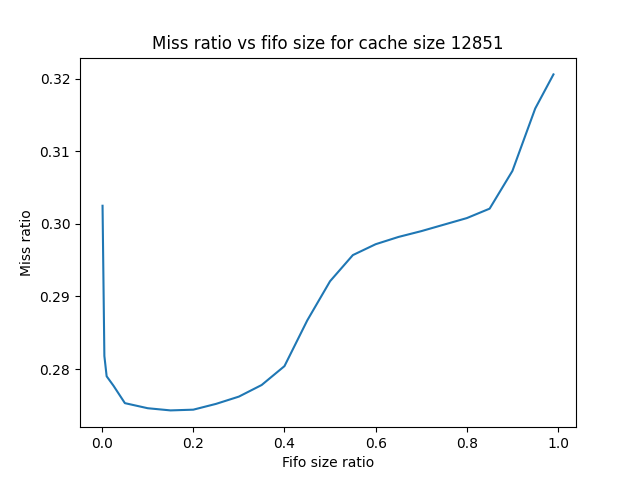 Miss ratio vs fifo size for cache size 12851
0.32
0.31
0.30
0.29
0.28
Miss ratio
0.0 0.2 0.4 0.6 0.8 1.0
Fifo size ratio